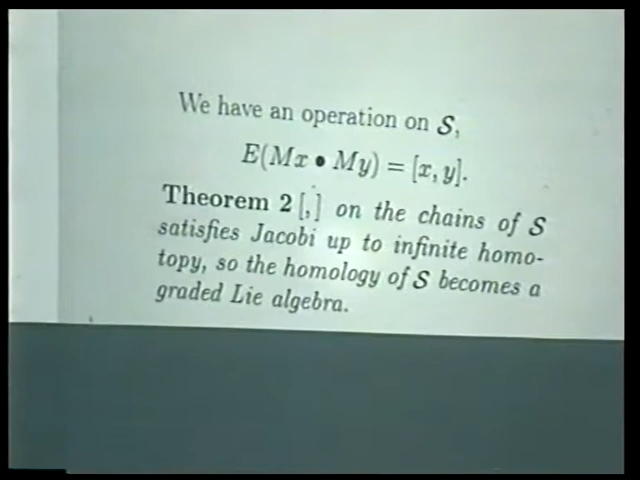 We have an operation on 𝒮,
E(Mx • My) = [x, y].
Theorem 2 [,] on the chains of 𝒮
satisfies Jacobi up to infinite homo-
topy, so the homology of 𝒮 becomes a
graded Lie algebra.